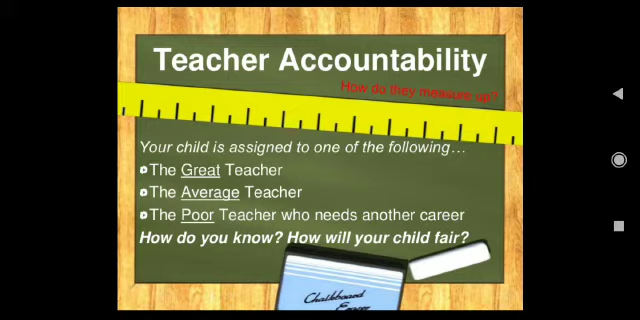 Teacher Accountability
How do they measure up?
Your child is assigned to one of the following…
The Great Teacher
The Average Teacher
The Poor Teacher who needs another career
How do you know? How will your child fair?
Chalkboard
Eraser